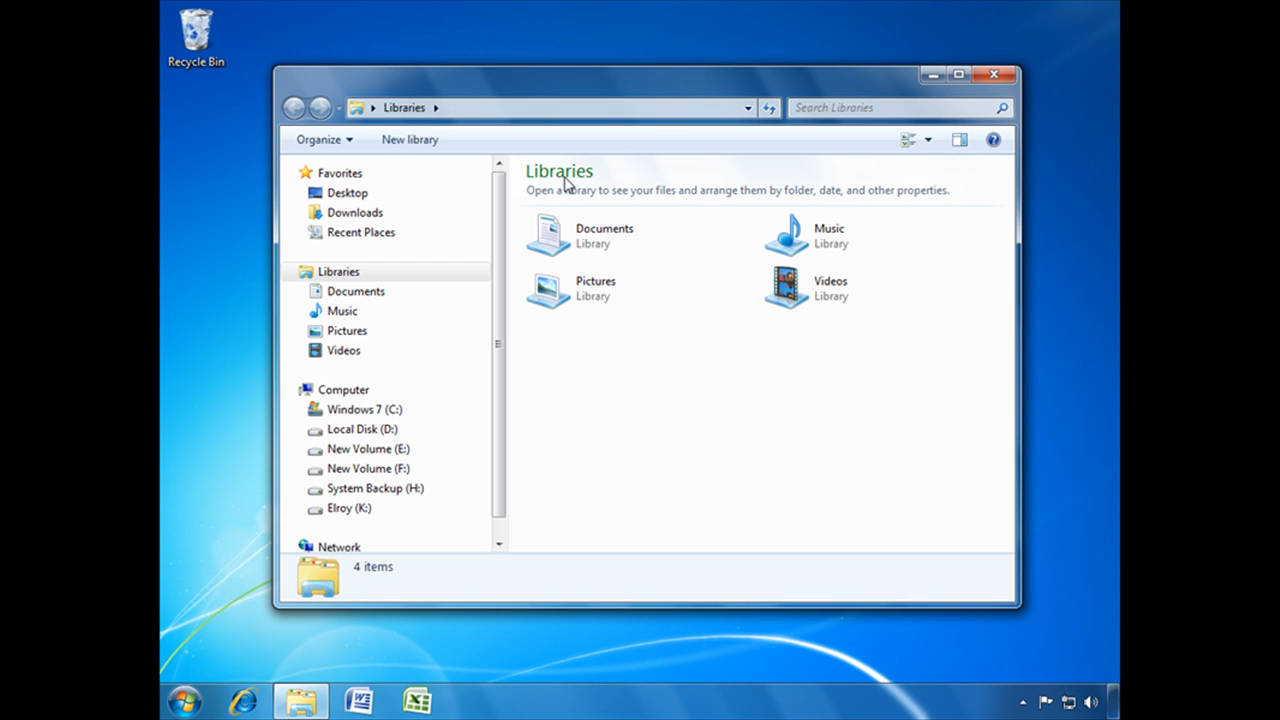 Recycle Bin
Libraries
Search Libraries
Organize
New library
Favorites
Desktop
Downloads
Recent Places
Libraries
Documents
Music
Pictures
Videos
Computer
Windows 7 (C:)
Local Disk (D:)
New Volume (E:)
New Volume (F:)
System Backup (H:)
Elroy (K:)
Network
Libraries
Open a library to see your files and arrange them by folder, date, and other properties.
Documents
Library
Music
Library
Pictures
Library
Videos
Library
4 items